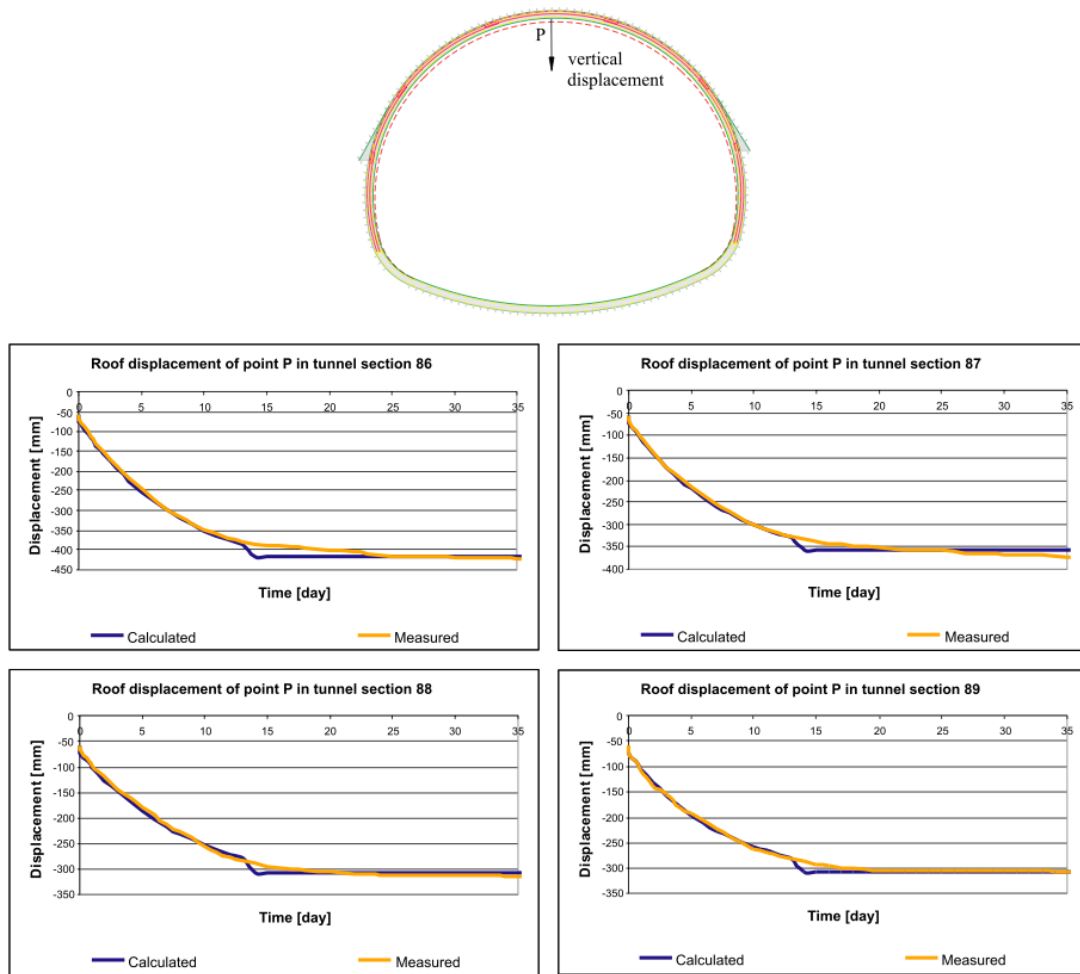 P
vertical
displacement
Roof displacement of point P in tunnel section 86
0
0 5 10 15 20 25 30 35
-50
-100
-150
-200
-250
-300
-350
-400
-450
Displacement [mm]
Time [day]
Calculated Measured
Roof displacement of point P in tunnel section 87
0
0 5 10 15 20 25 30 35
-50
-100
-150
-200
-250
-300
-350
-400
Displacement [mm]
Time [day]
Calculated Measured
Roof displacement of point P in tunnel section 88
0
0 5 10 15 20 25 30 35
-50
-100
-150
-200
-250
-300
-350
Displacement [mm]
Time [day]
Calculated Measured
Roof displacement of point P in tunnel section 89
0
0 5 10 15 20 25 30 35
-50
-100
-150
-200
-250
-300
-350
Displacement [mm]
Time [day]
Calculated Measured